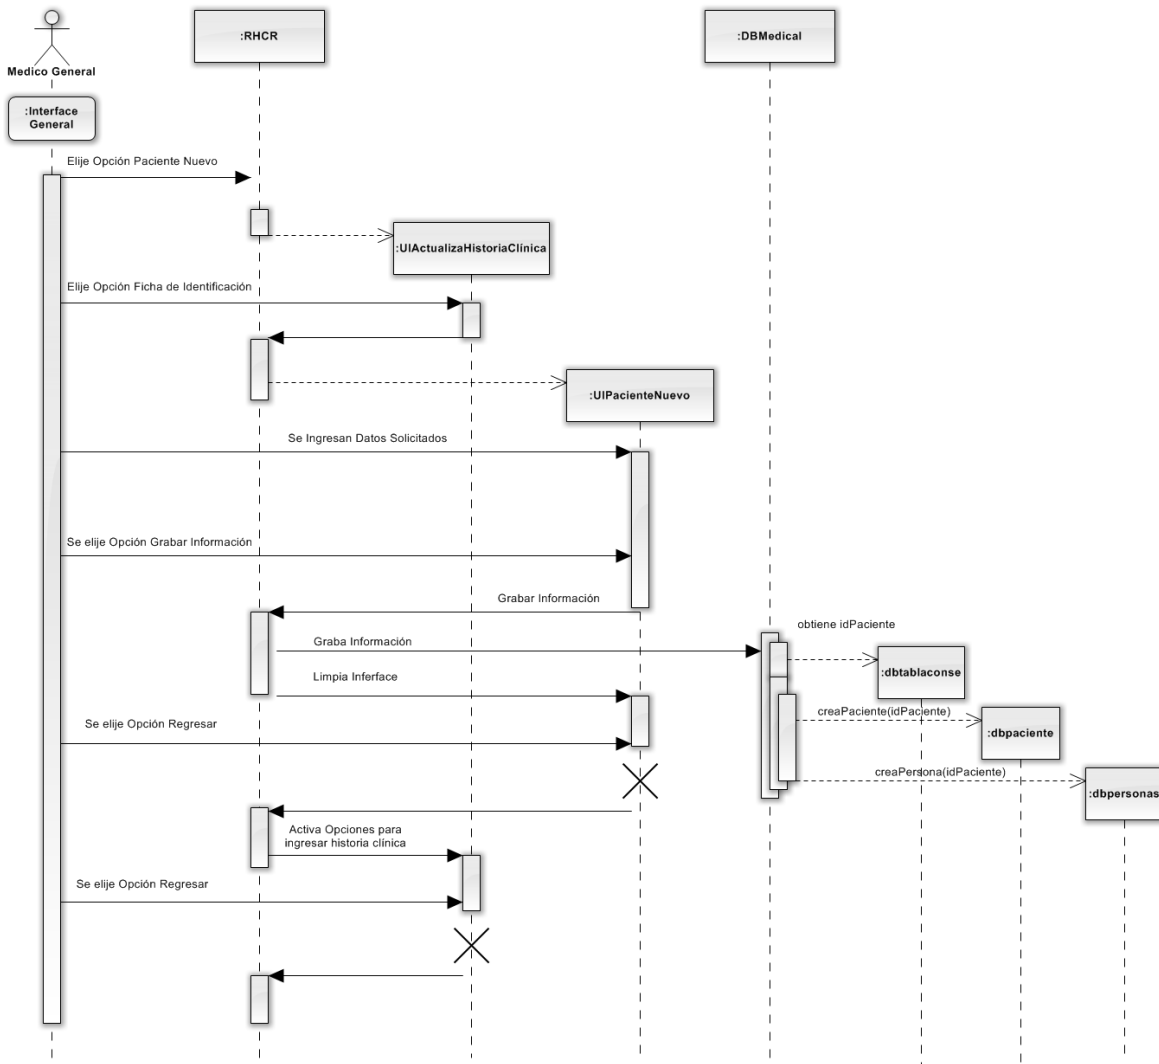 :RHCR
:DBMedical
Medico General
:Interface
General
Elije Opción Paciente Nuevo
:UIActualizaHistoriaClínica
Elije Opción Ficha de Identificación
:UIPacienteNuevo
Se Ingresan Datos Solicitados
Se elije Opción Grabar Información
Grabar Información
obtiene idPaciente
Graba Información
:dbtablaconse
Limpia Inferface
creaPaciente(idPaciente)
Se elije Opción Regresar
:dbpaciente
creaPersona(idPaciente)
:dbpersonas
Activa Opciones para
ingresar historia clínica
Se elije Opción Regresar